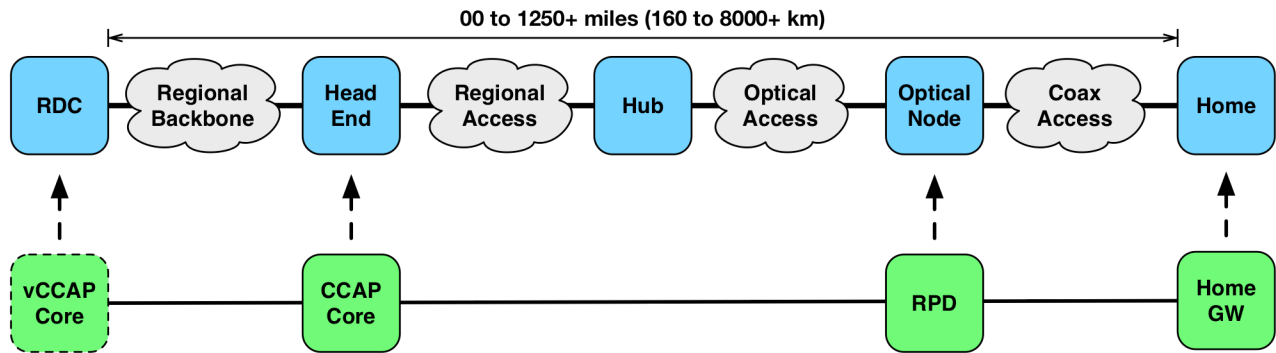 00 to 1250+ miles (160 to 8000+ km)
RDC
Regional
Backbone
Head
End
Regional
Access
Hub
Optical
Access
Optical
Node
Coax
Access
Home
vCCAP
Core
CCAP
Core
RPD
Home
GW